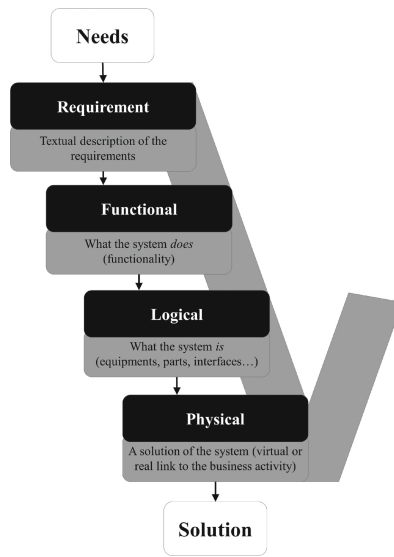 Needs
Requirement
Textual description of the
requirements
Functional
What the system does
(functionality)
Logical
What the system is
(equipments, parts, interfaces…)
Physical
A solution of the system (virtual or
real link to the business activity)
Solution